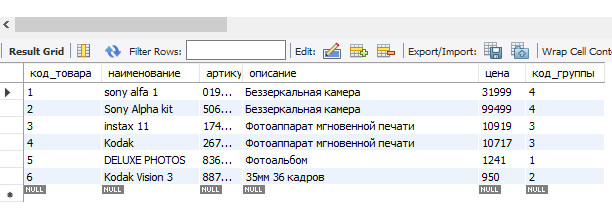 Result Grid Filter Rows: Edit: Export/Import: Wrap Cell Conte
код_товара наименование артику описание цена код_группы
1 sony alfa 1 019... Беззеркальная камера 31999 4
2 Sony Alpha kit 506... Беззеркальная камера 99499 4
3 instax 11 174... Фотоаппарат мгновенной печати 10919 3
4 Kodak 267... Фотоаппарат мгновенной печати 10717 3
5 DELUXE PHOTOS 836... Фотоальбом 1241 1
6 Kodak Vision 3 887... 35мм 36 кадров 950 2
NULL NULL NULL NULL NULL NULL